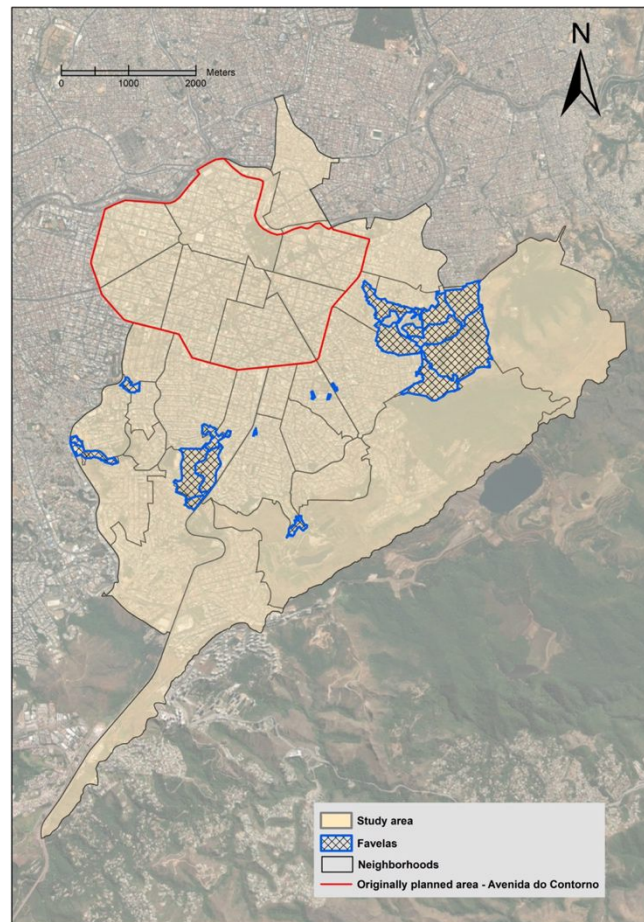 N
Meters
0 1000 2000
Study area
Favelas
Neighborhoods
Originally planned area - Avenida do Contorno